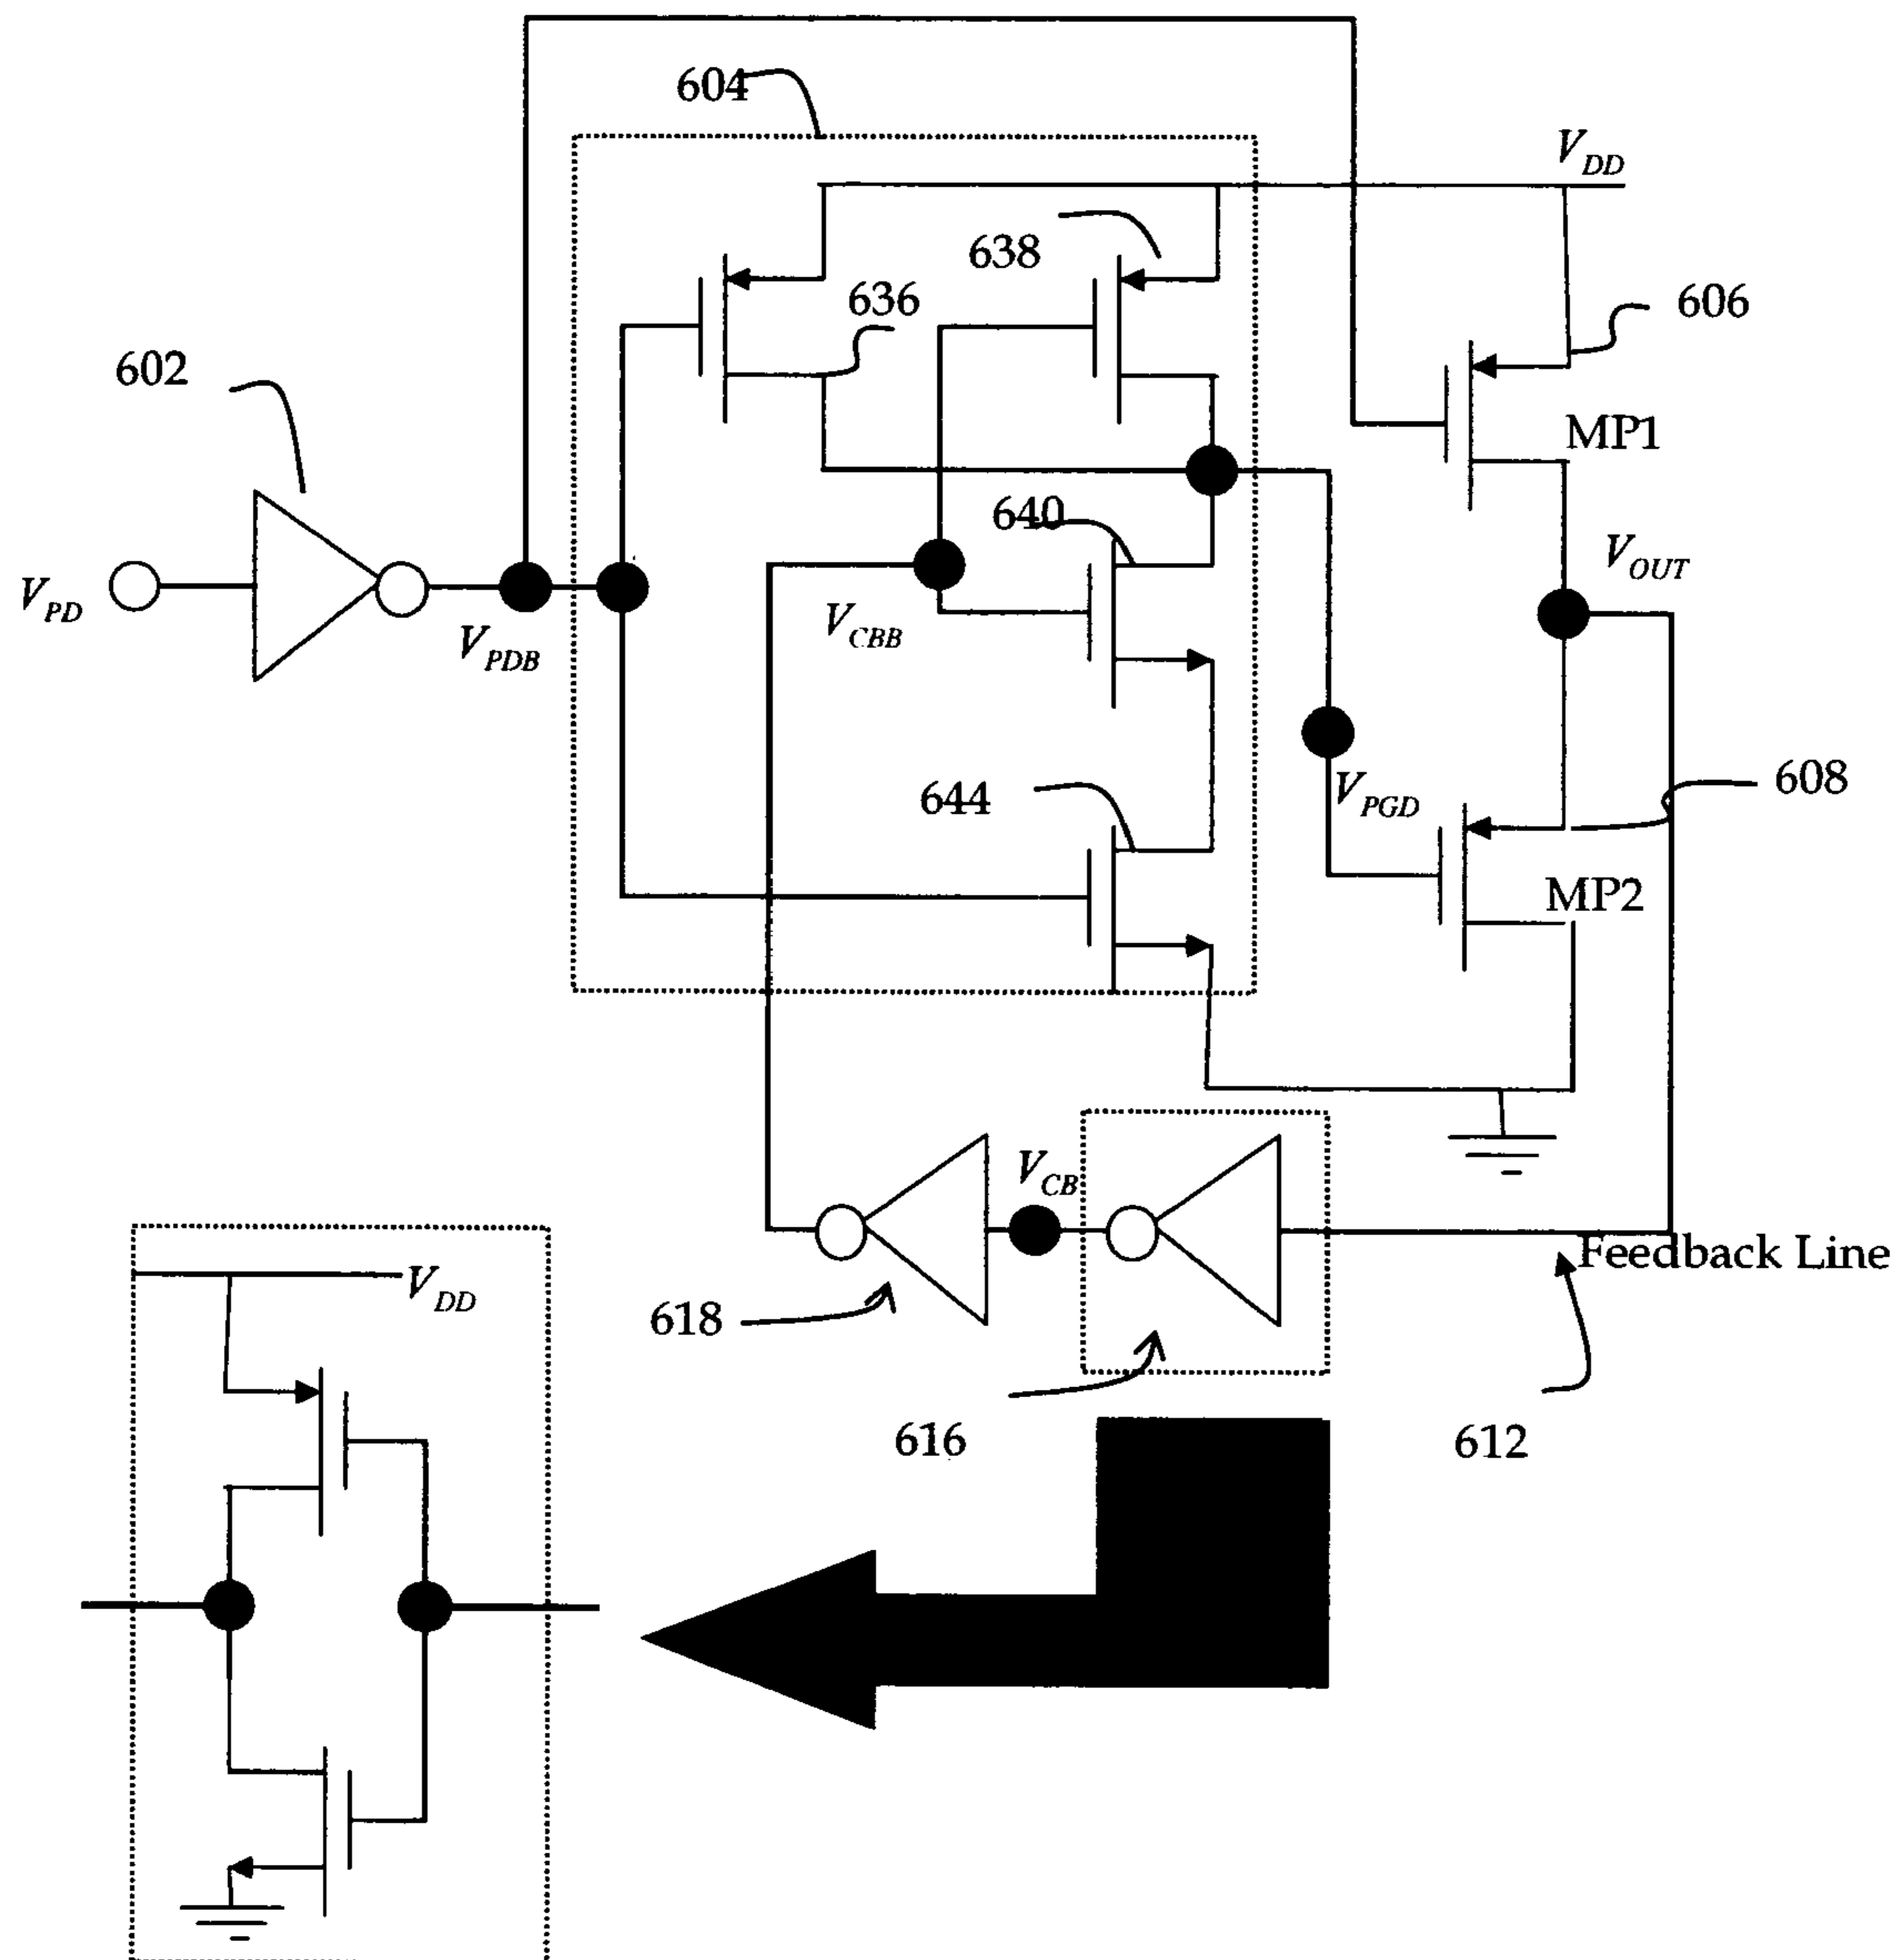 604
V_DD
638
636
606
602
MP1
640
V_OUT
V_PD
V_CBB
V_PDB
644
V_PGD
608
MP2
V_CB
Feedback Line
V_DD
618
616
612